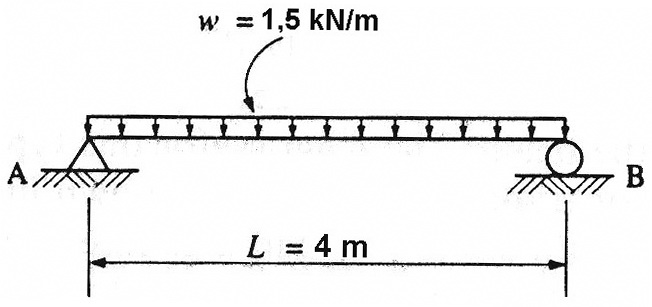 w = 1,5 kN/m
A
B
L = 4 m